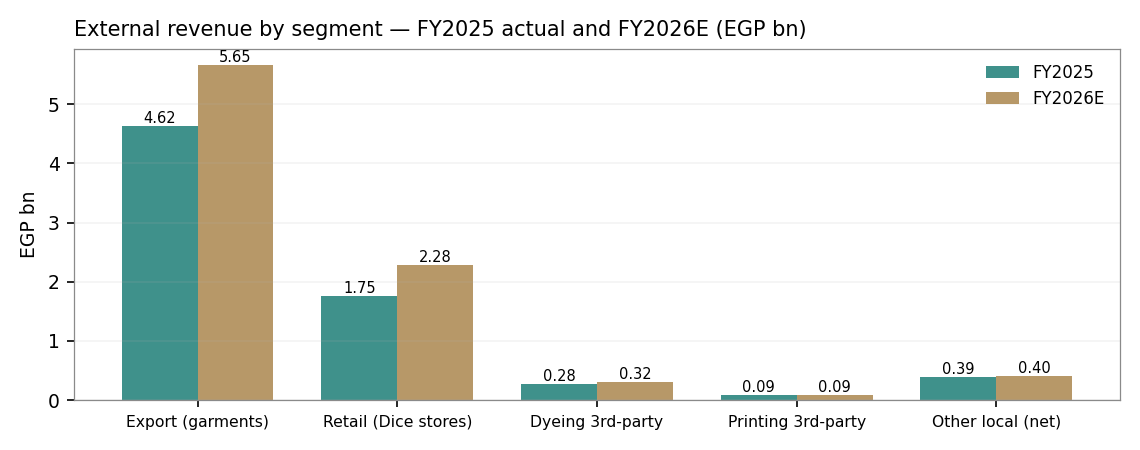 External revenue by segment — FY2025 actual and FY2026E (EGP bn)
FY2025
FY2026E
EGP bn
5
4
3
2
1
0
4.62
5.65
1.75
2.28
0.28
0.32
0.09
0.09
0.39
0.40
Export (garments)
Retail (Dice stores)
Dyeing 3rd-party
Printing 3rd-party
Other local (net)